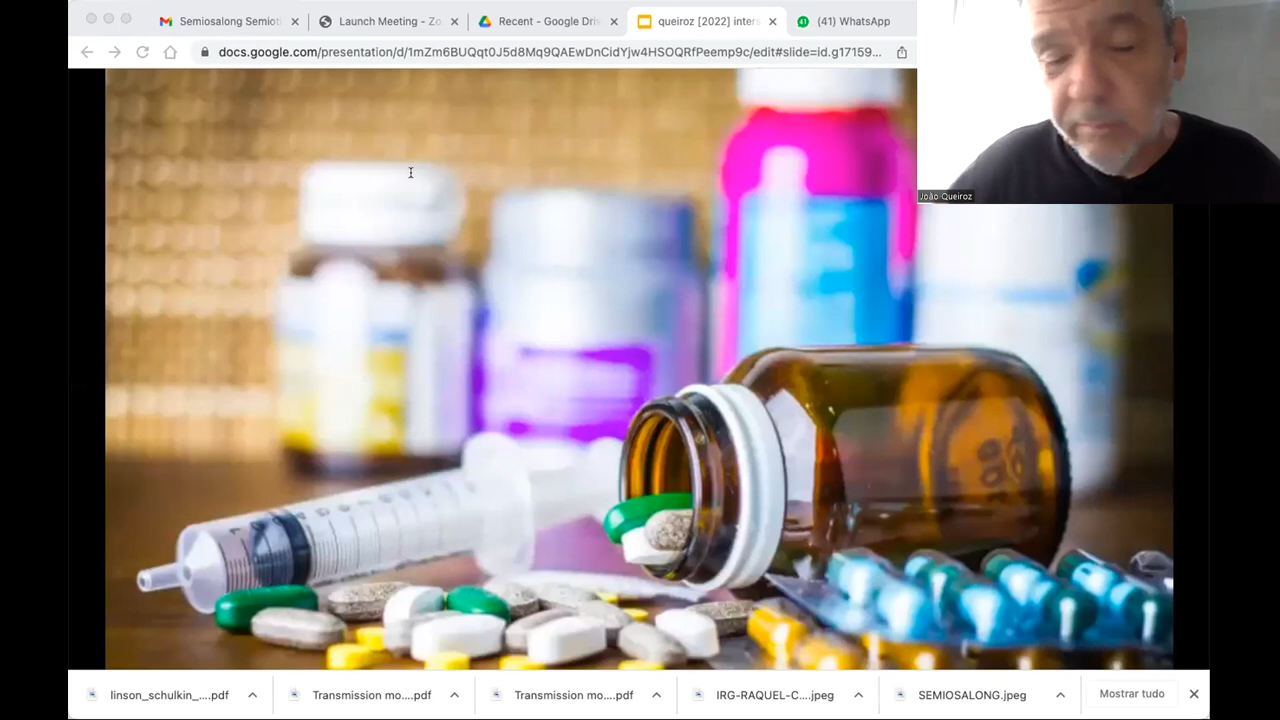 Semiosalong Semioti
Launch Meeting - Zo
Recent - Google Dri
queiroz [2022] inters
(41) WhatsApp
docs.google.com/presentation/d/1mZm6BUQqt0J5d8Mq9QAEwDnCidYjw4HSOQRfPeemp9c/edit#slide=id.g17159...
João Queiroz
linson_schulkin_....pdf
Transmission mo....pdf
Transmission mo....pdf
IRG-RAQUEL-C....jpeg
SEMIOSALONG.jpeg
Mostrar tudo